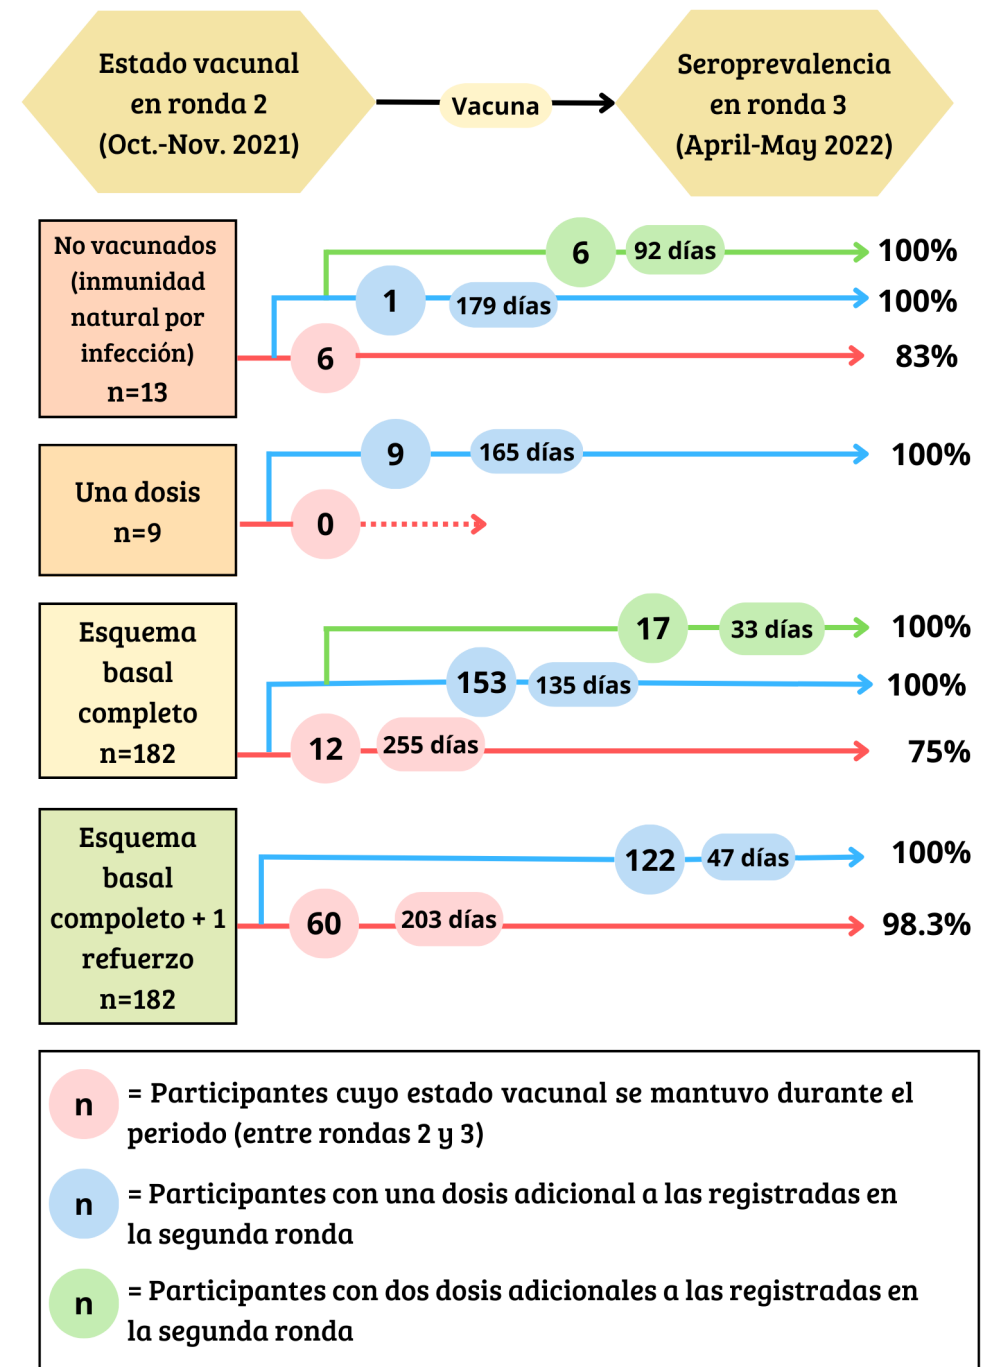 Estado vacunal
en ronda 2
(Oct.-Nov. 2021)
Vacuna
Seroprevalencia
en ronda 3
(April-May 2022)
No vacunados
(inmunidad
natural por
infección)
n=13
6
92 días
100%
1
179 días
100%
6
83%
Una dosis
n=9
9
165 días
100%
0
Esquema
basal
completo
n=182
17
33 días
100%
153
135 días
100%
12
255 días
75%
Esquema
basal
compoleto + 1
refuerzo
n=182
122
47 días
100%
60
203 días
98.3%
n
= Participantes cuyo estado vacunal se mantuvo durante el
periodo (entre rondas 2 y 3)
n
= Participantes con una dosis adicional a las registradas en
la segunda ronda
n
= Participantes con dos dosis adicionales a las registradas en
la segunda ronda